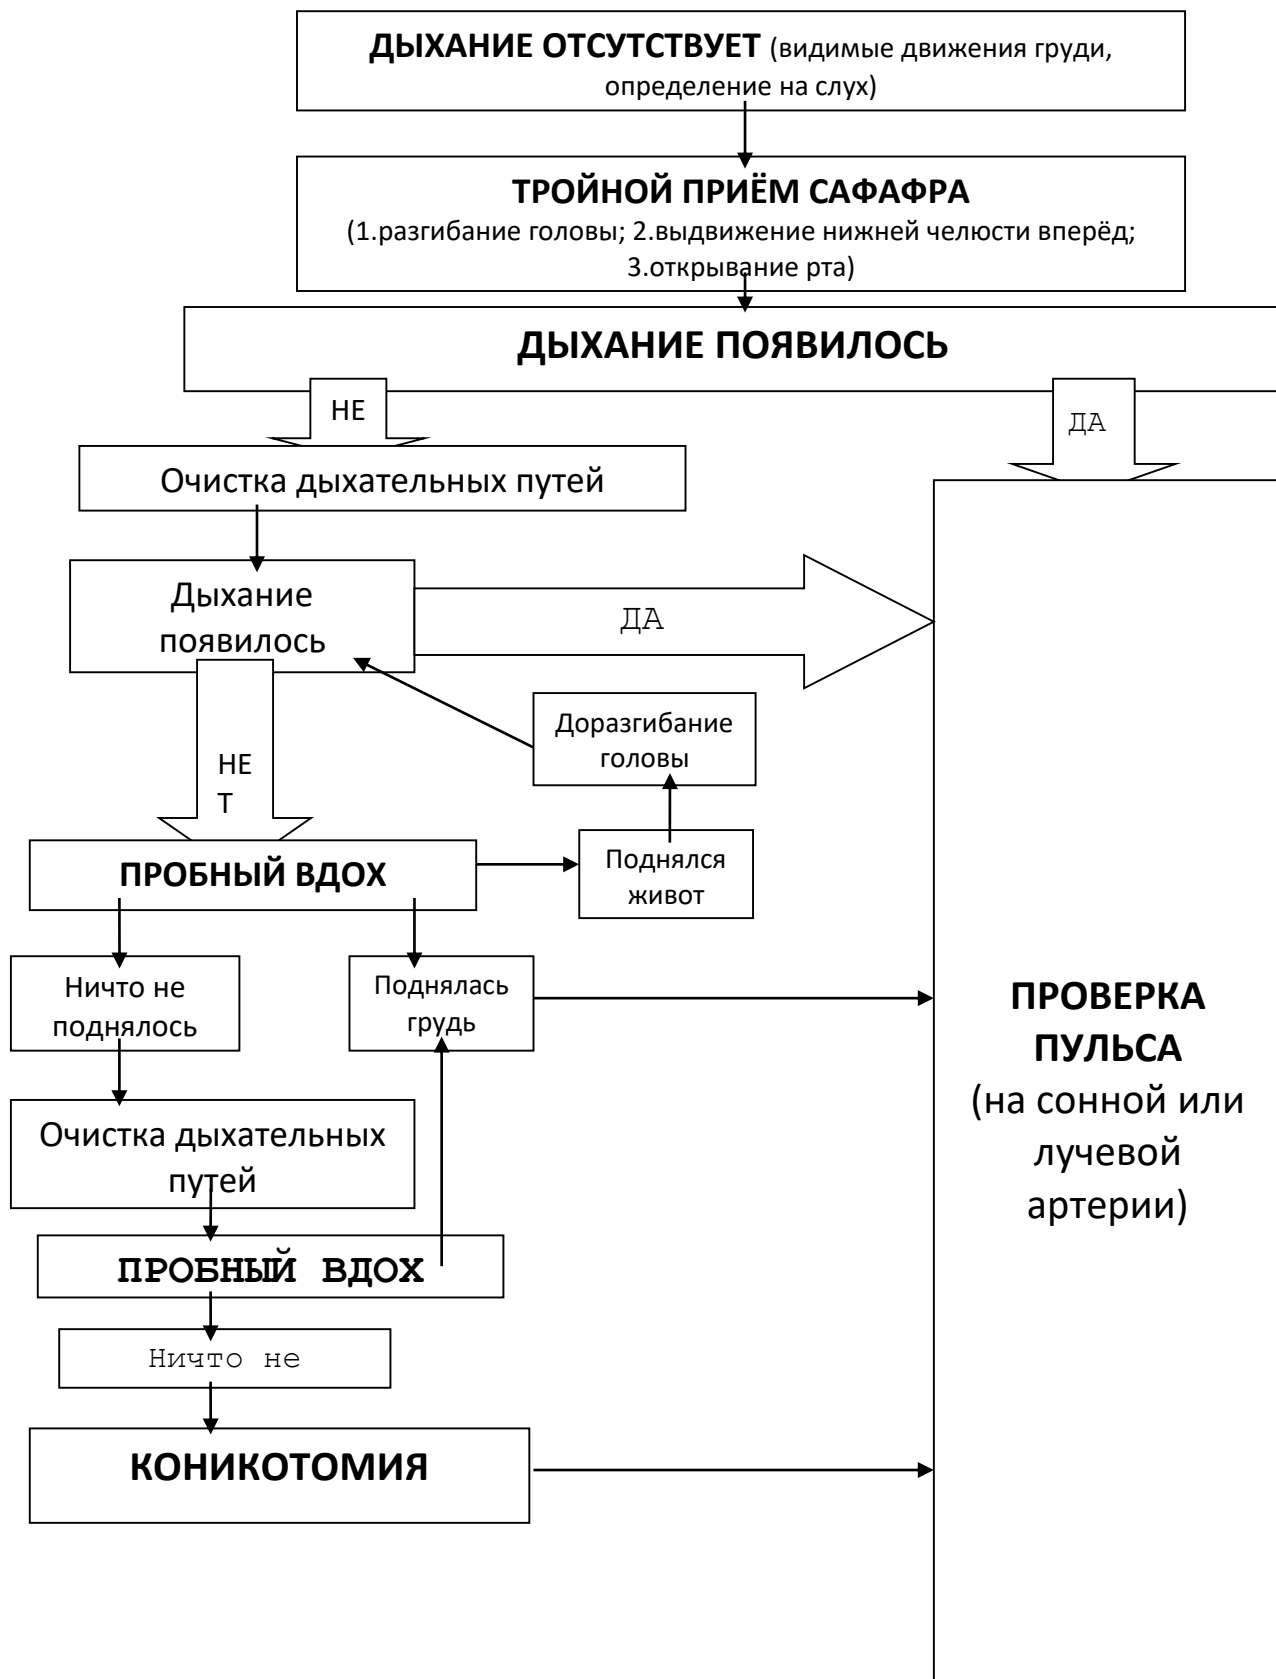 ДЫХАНИЕ ОТСУТСТВУЕТ (видимые движения груди,
определение на слух)
ТРОЙНОЙ ПРИЁМ САФАФРА
(1.разгибание головы; 2.выдвижение нижней челюсти вперёд;
3.открывание рта)
ДЫХАНИЕ ПОЯВИЛОСЬ
НЕ
ДА
Очистка дыхательных путей
Дыхание
появилось
ДА
Доразгибание
головы
НЕ
Т
ПРОБНЫЙ ВДОХ
Поднялся
живот
Ничто не
поднялось
Поднялась
грудь
ПРОВЕРКА
ПУЛЬСА
(на сонной или
лучевой
артерии)
Очистка дыхательных
путей
ПРОБНЫЙ ВДОХ
Ничто не
КОНИКОТОМИЯ